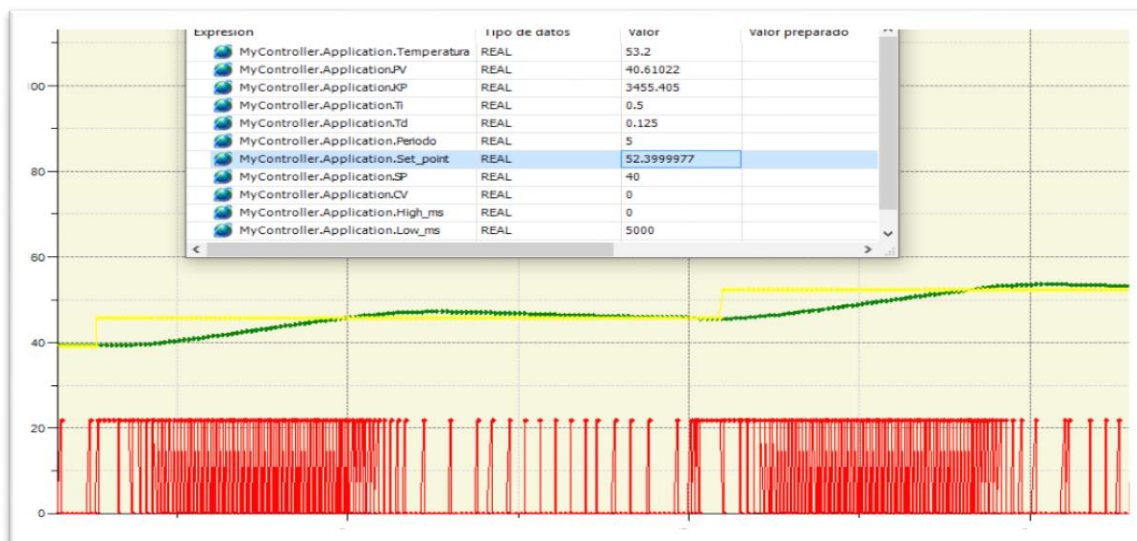 Expresión Tipo de datos Valor Valor preparado
MyController.Application.Temperatura REAL 53.2
MyController.Application.PV REAL 40.61022
MyController.Application.KP REAL 3455.405
MyController.Application.Ti REAL 0.5
MyController.Application.Td REAL 0.125
MyController.Application.Periodo REAL 5
MyController.Application.Set_point REAL 52.3999977
MyController.Application.SP REAL 40
MyController.Application.CV REAL 0
MyController.Application.High_ms REAL 0
MyController.Application.Low_ms REAL 5000
100
80
60
40
20
0